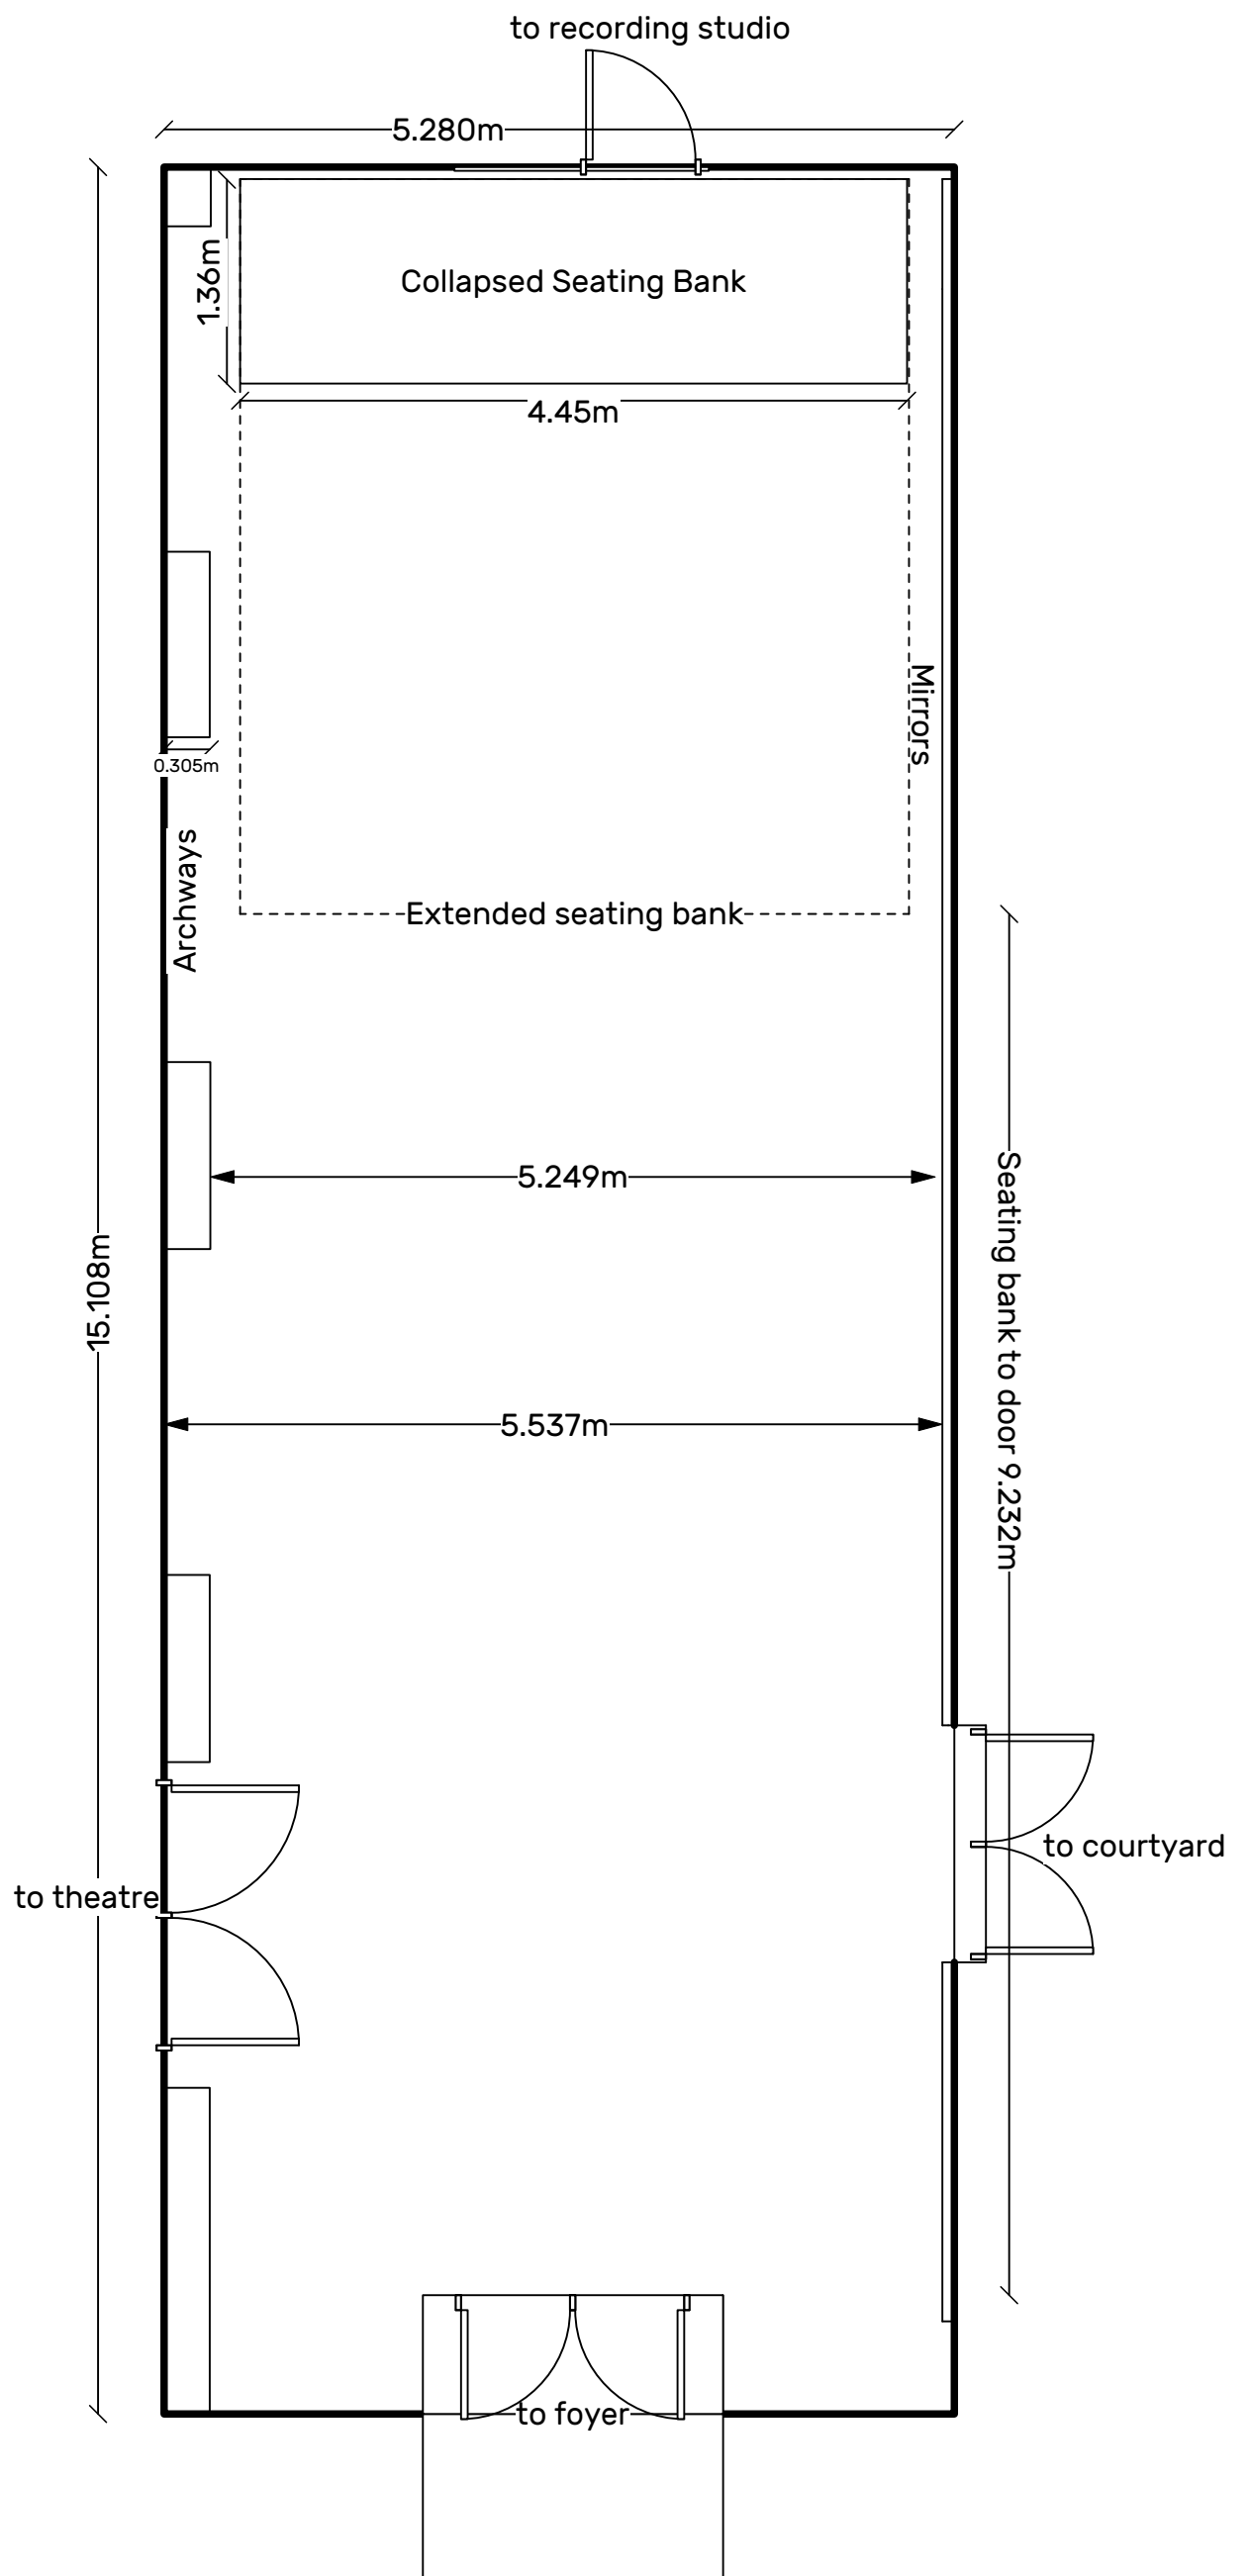 to recording studio
5.280m
1.36m
Collapsed Seating Bank
4.45m
Mirrors
0.305m
Archways
Extended seating bank
5.249m
15.108m
Seating bank to door 9.232m
5.537m
to courtyard
to theatre
to foyer